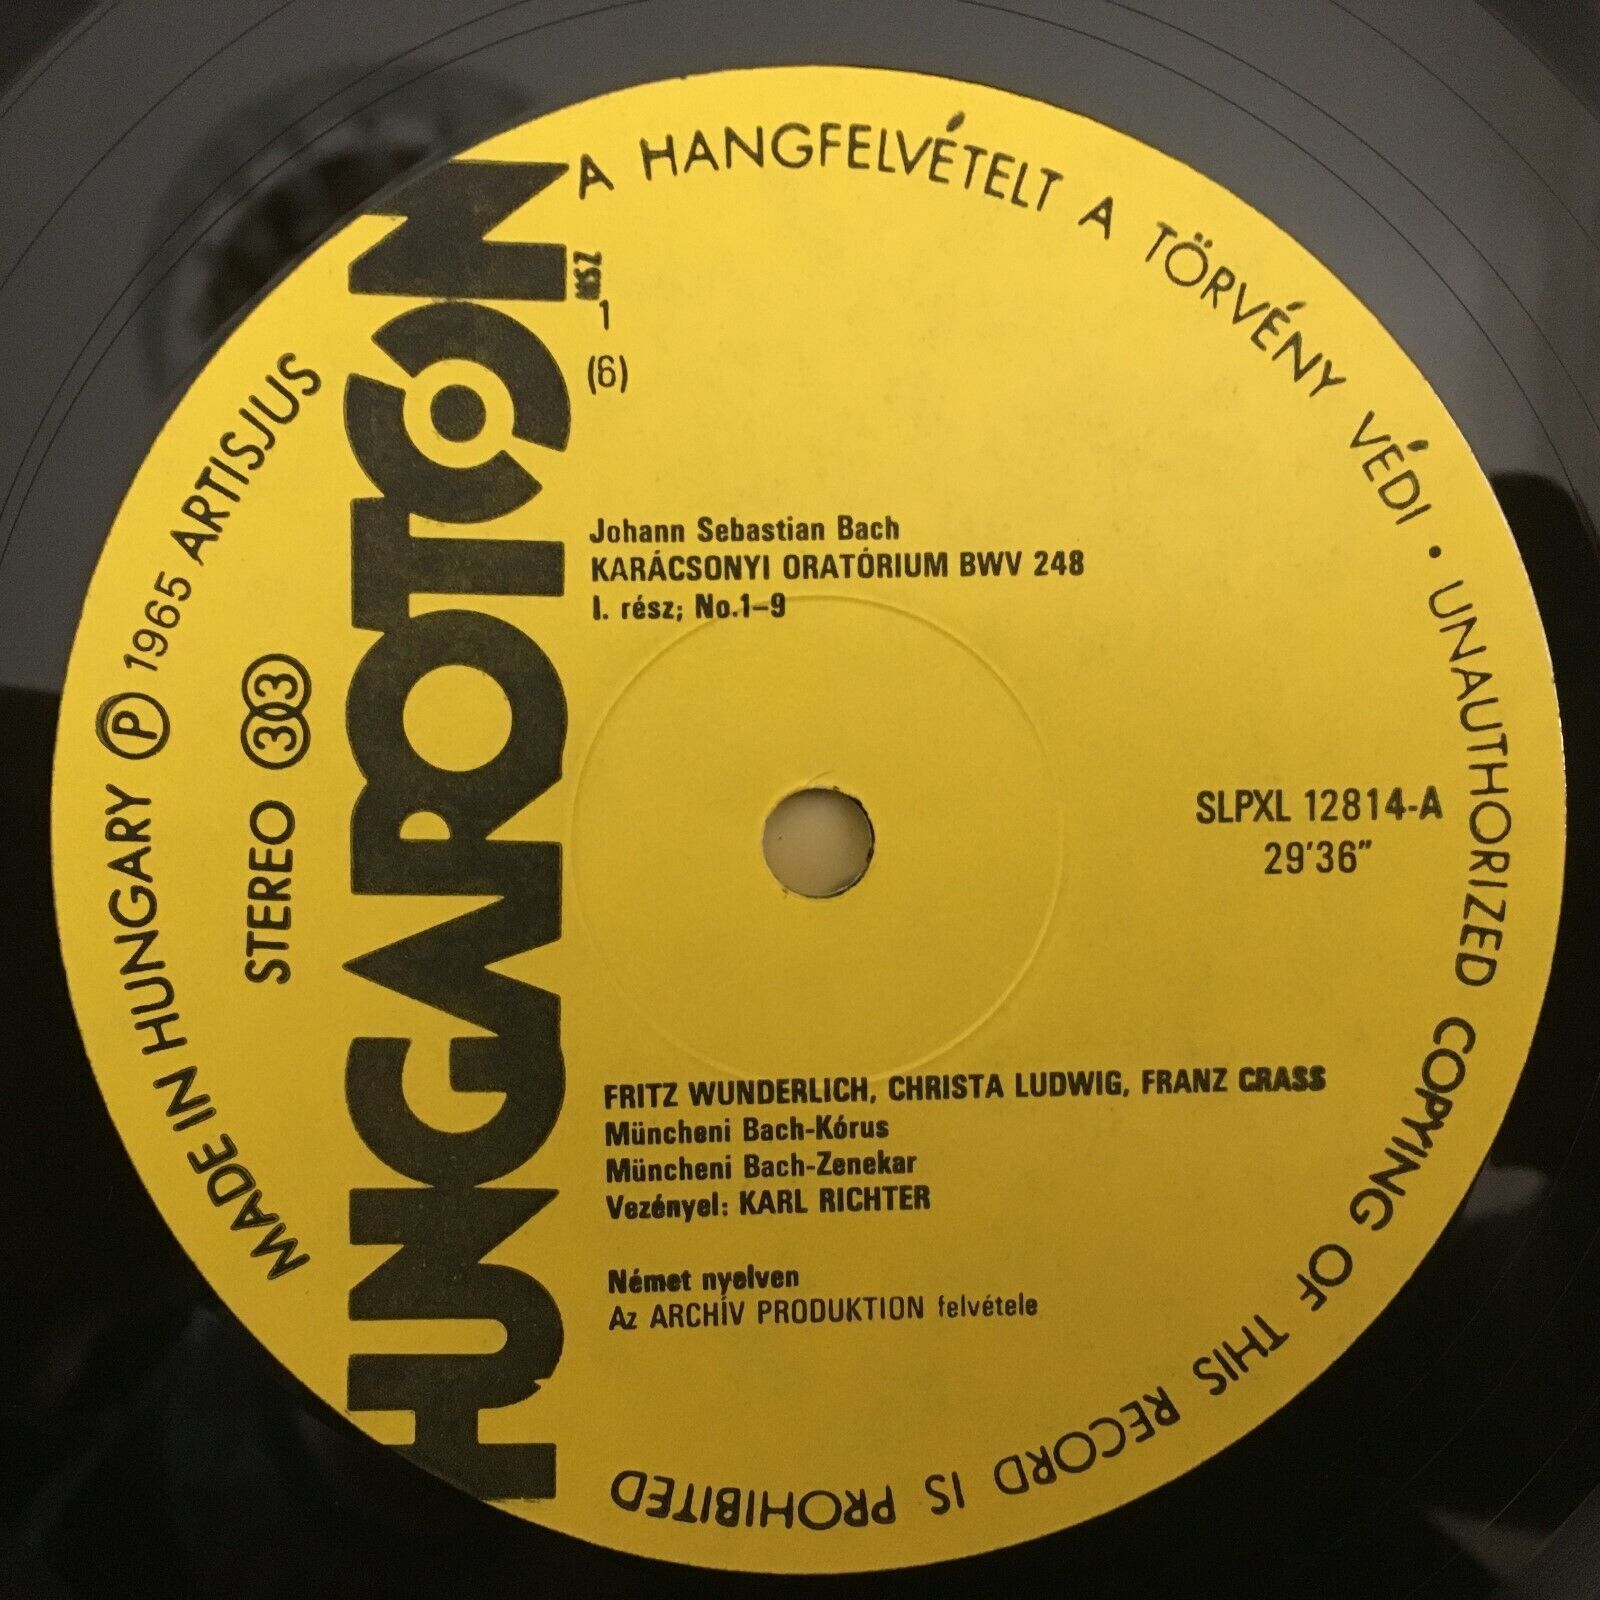 HUNGAROTON
MSZ
1
(6)
Johann Sebastian Bach
KARÁCSONYI ORATÓRIUM BWV 248
I. rész; No.1–9
STEREO 33
SLPXL 12814-A
29'36"
FRITZ WUNDERLICH, CHRISTA LUDWIG, FRANZ CRASS
Müncheni Bach-Kórus
Müncheni Bach-Zenekar
Vezényel: KARL RICHTER
Német nyelven
Az ARCHÍV PRODUKTION felvétele
MADE IN HUNGARY Ⓟ 1965 ARTISJUS
A HANGFELVÉTELT A TÖRVÉNY VÉDI • UNAUTHORIZED COPYING OF THIS RECORD IS PROHIBITED